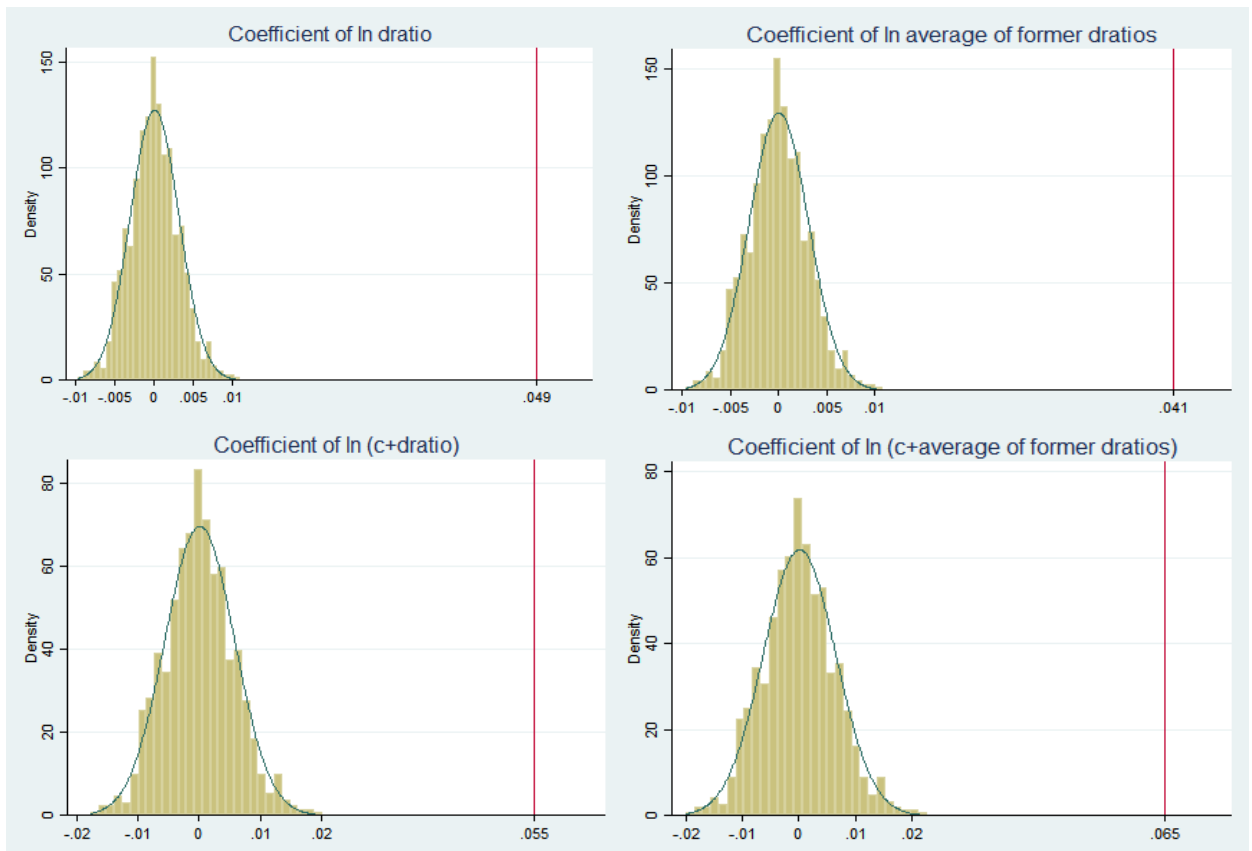 Coefficient of ln dratio
Density
150
100
50
0
-.01 -.005 0 .005 .01 .049
Coefficient of ln average of former dratios
Density
150
100
50
0
-.01 -.005 0 .005 .01 .041
Coefficient of ln (c+dratio)
Density
80
60
40
20
0
-.02 -.01 0 .01 .02 .055
Coefficient of ln (c+average of former dratios)
Density
80
60
40
20
0
-.02 -.01 0 .01 .02 .065